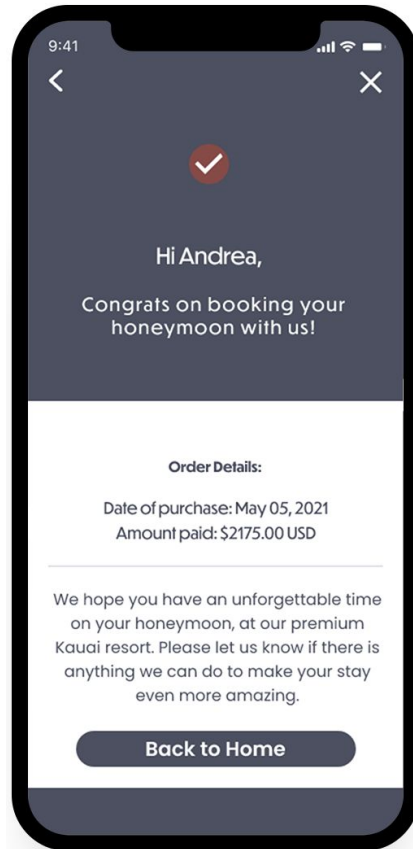 9:41
Hi Andrea,
Congrats on booking your
honeymoon with us!
Order Details:
Date of purchase: May 05, 2021
Amount paid: $2175.00 USD
We hope you have an unforgettable time
on your honeymoon, at our premium
Kauai resort. Please let us know if there is
anything we can do to make your stay
even more amazing.
Back to Home